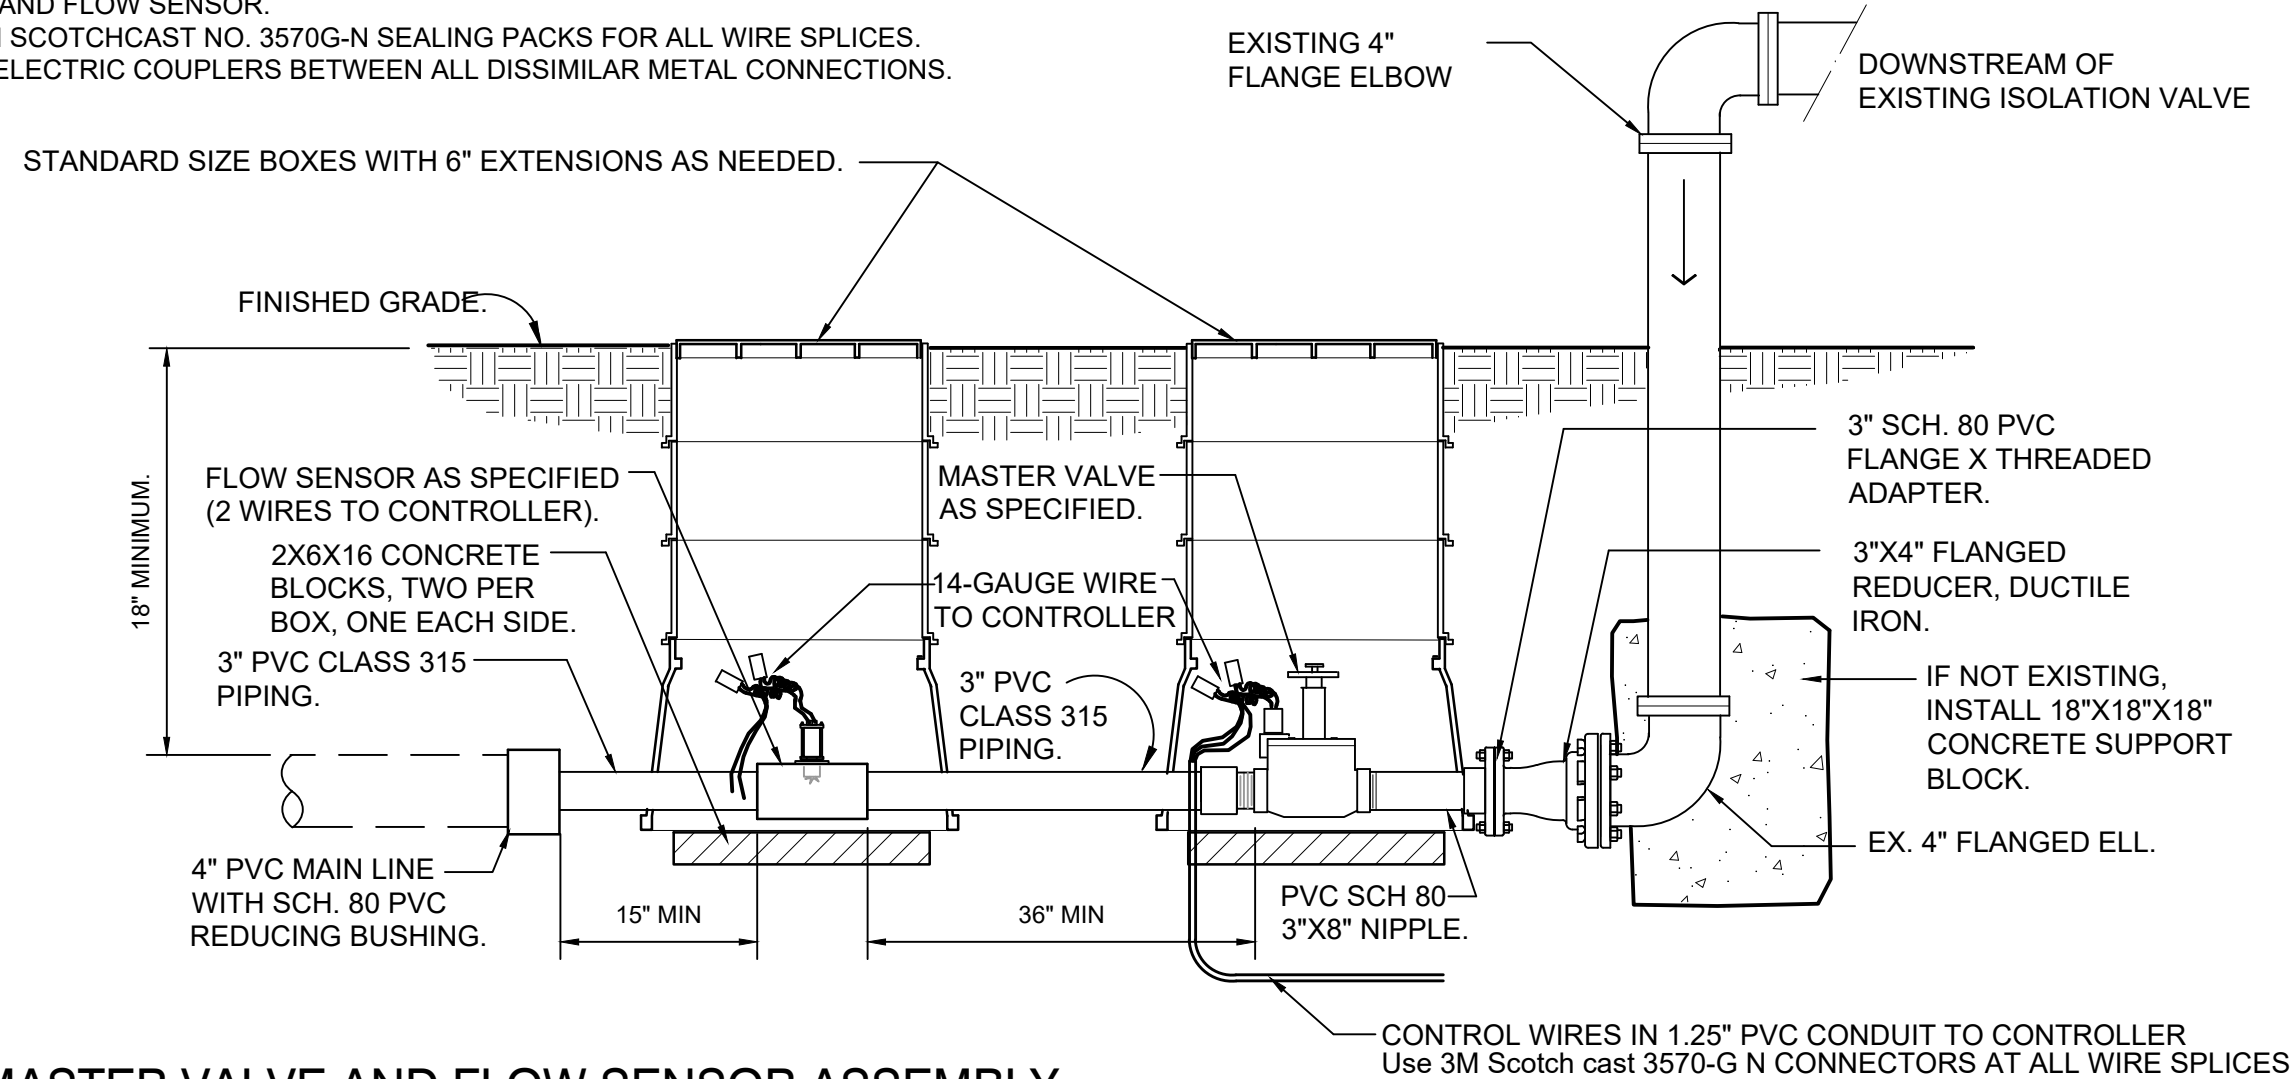 AND FLOW SENSOR.
SCOTCHCAST NO. 3570G-N SEALING PACKS FOR ALL WIRE SPLICES.
ELECTRIC COUPLERS BETWEEN ALL DISSIMILAR METAL CONNECTIONS.
EXISTING 4"
FLANGE ELBOW
DOWNSTREAM OF
EXISTING ISOLATION VALVE
STANDARD SIZE BOXES WITH 6" EXTENSIONS AS NEEDED.
FINISHED GRADE.
18" MINIMUM.
FLOW SENSOR AS SPECIFIED
(2 WIRES TO CONTROLLER).
2X6X16 CONCRETE
BLOCKS, TWO PER
BOX, ONE EACH SIDE.
3" PVC CLASS 315
PIPING.
MASTER VALVE
AS SPECIFIED.
14-GAUGE WIRE
TO CONTROLLER
3" PVC
CLASS 315
PIPING.
3" SCH. 80 PVC
FLANGE X THREADED
ADAPTER.
3"X4" FLANGED
REDUCER, DUCTILE
IRON.
IF NOT EXISTING,
INSTALL 18"X18"X18"
CONCRETE SUPPORT
BLOCK.
EX. 4" FLANGED ELL.
4" PVC MAIN LINE
WITH SCH. 80 PVC
REDUCING BUSHING.
15" MIN
36" MIN
PVC SCH 80
3"X8" NIPPLE.
CONTROL WIRES IN 1.25" PVC CONDUIT TO CONTROLLER
Use 3M Scotch cast 3570-G N CONNECTORS AT ALL WIRE SPLICES
MASTER VALVE AND FLOW SENSOR ASSEMBLY